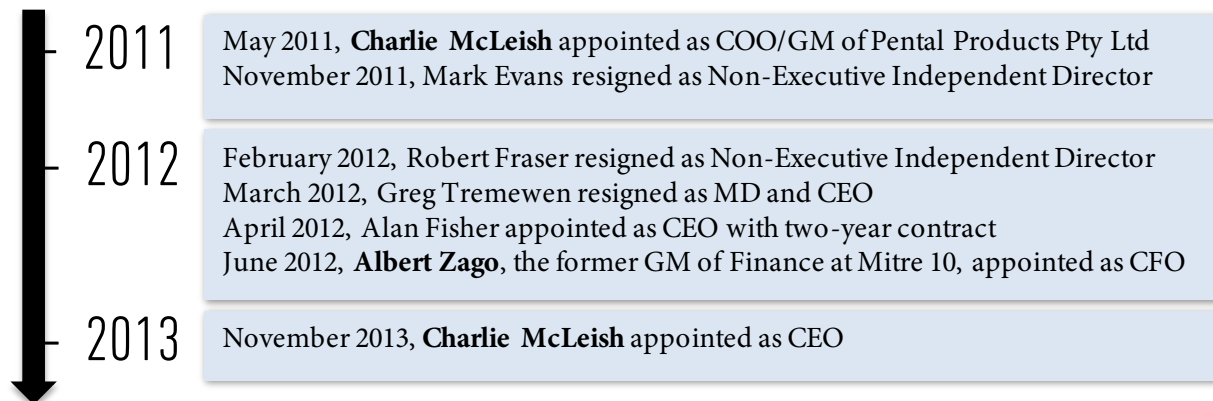 2011
May 2011, Charlie McLeish appointed as COO/GM of Pental Products Pty Ltd
November 2011, Mark Evans resigned as Non-Executive Independent Director
2012
February 2012, Robert Fraser resigned as Non-Executive Independent Director
March 2012, Greg Tremewen resigned as MD and CEO
April 2012, Alan Fisher appointed as CEO with two-year contract
June 2012, Albert Zago, the former GM of Finance at Mitre 10, appointed as CFO
2013
November 2013, Charlie McLeish appointed as CEO